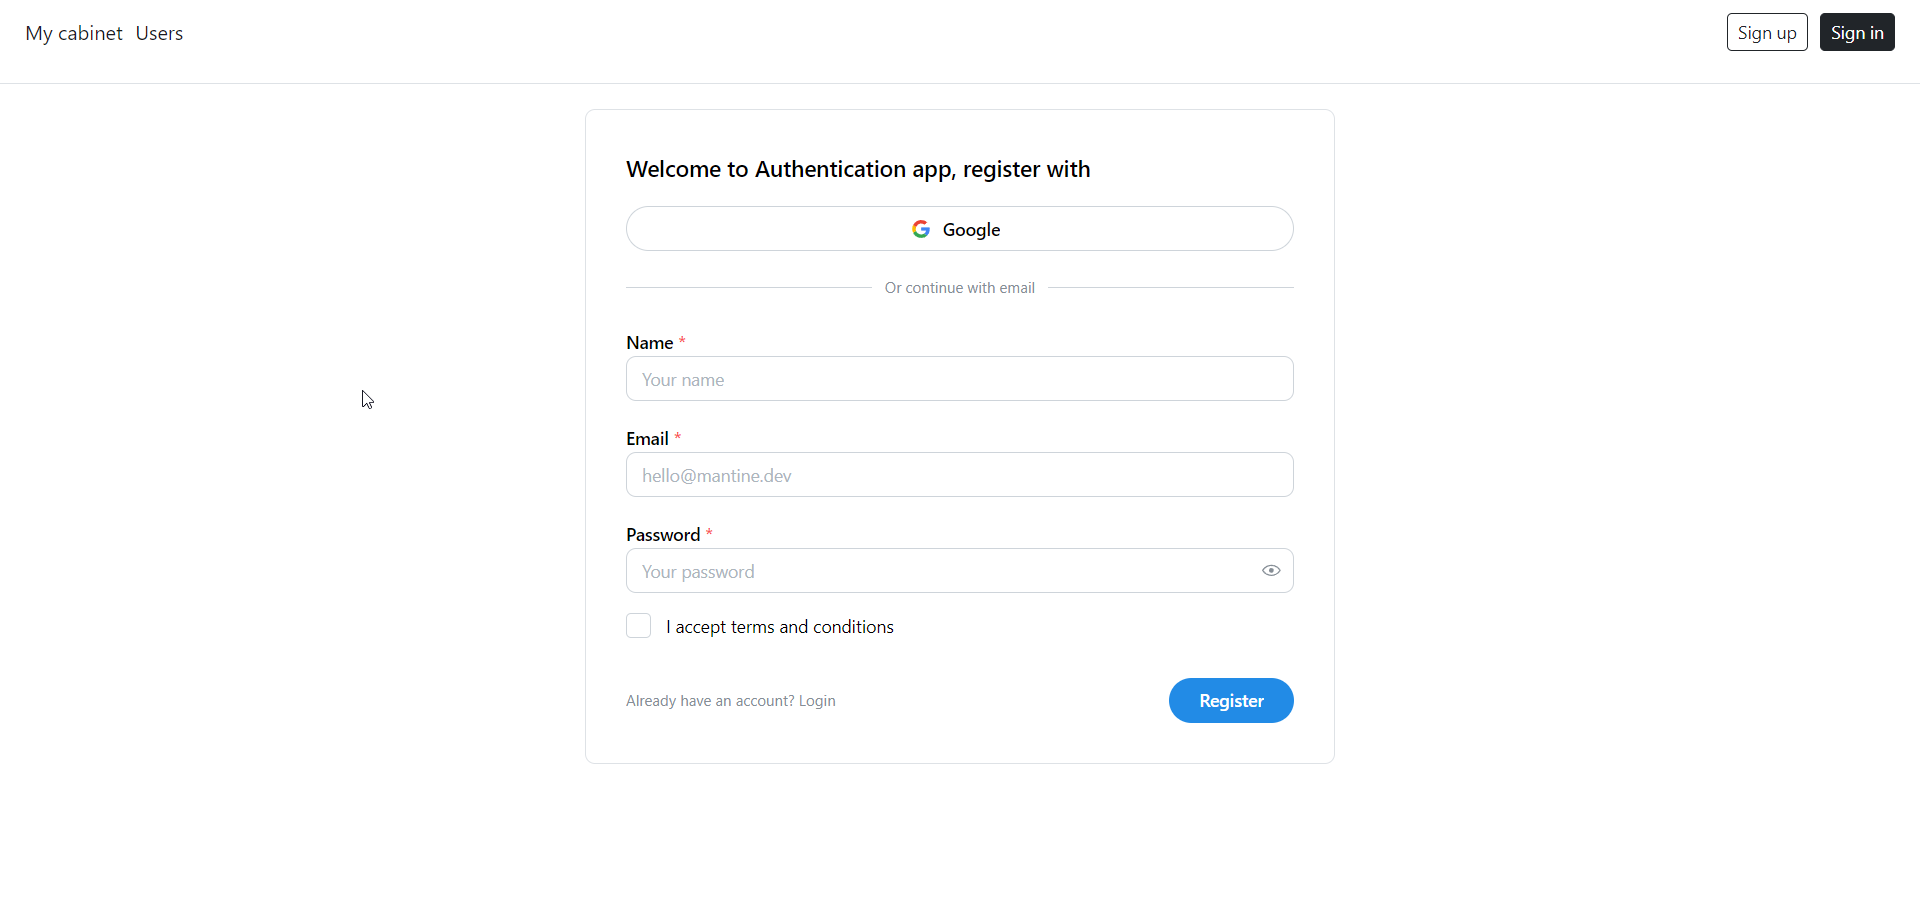 My cabinet Users Sign up Sign in
Welcome to Authentication app, register with
Google
Or continue with email
Name *
Your name
Email *
hello@mantine.dev
Password *
Your password
I accept terms and conditions
Already have an account? Login Register